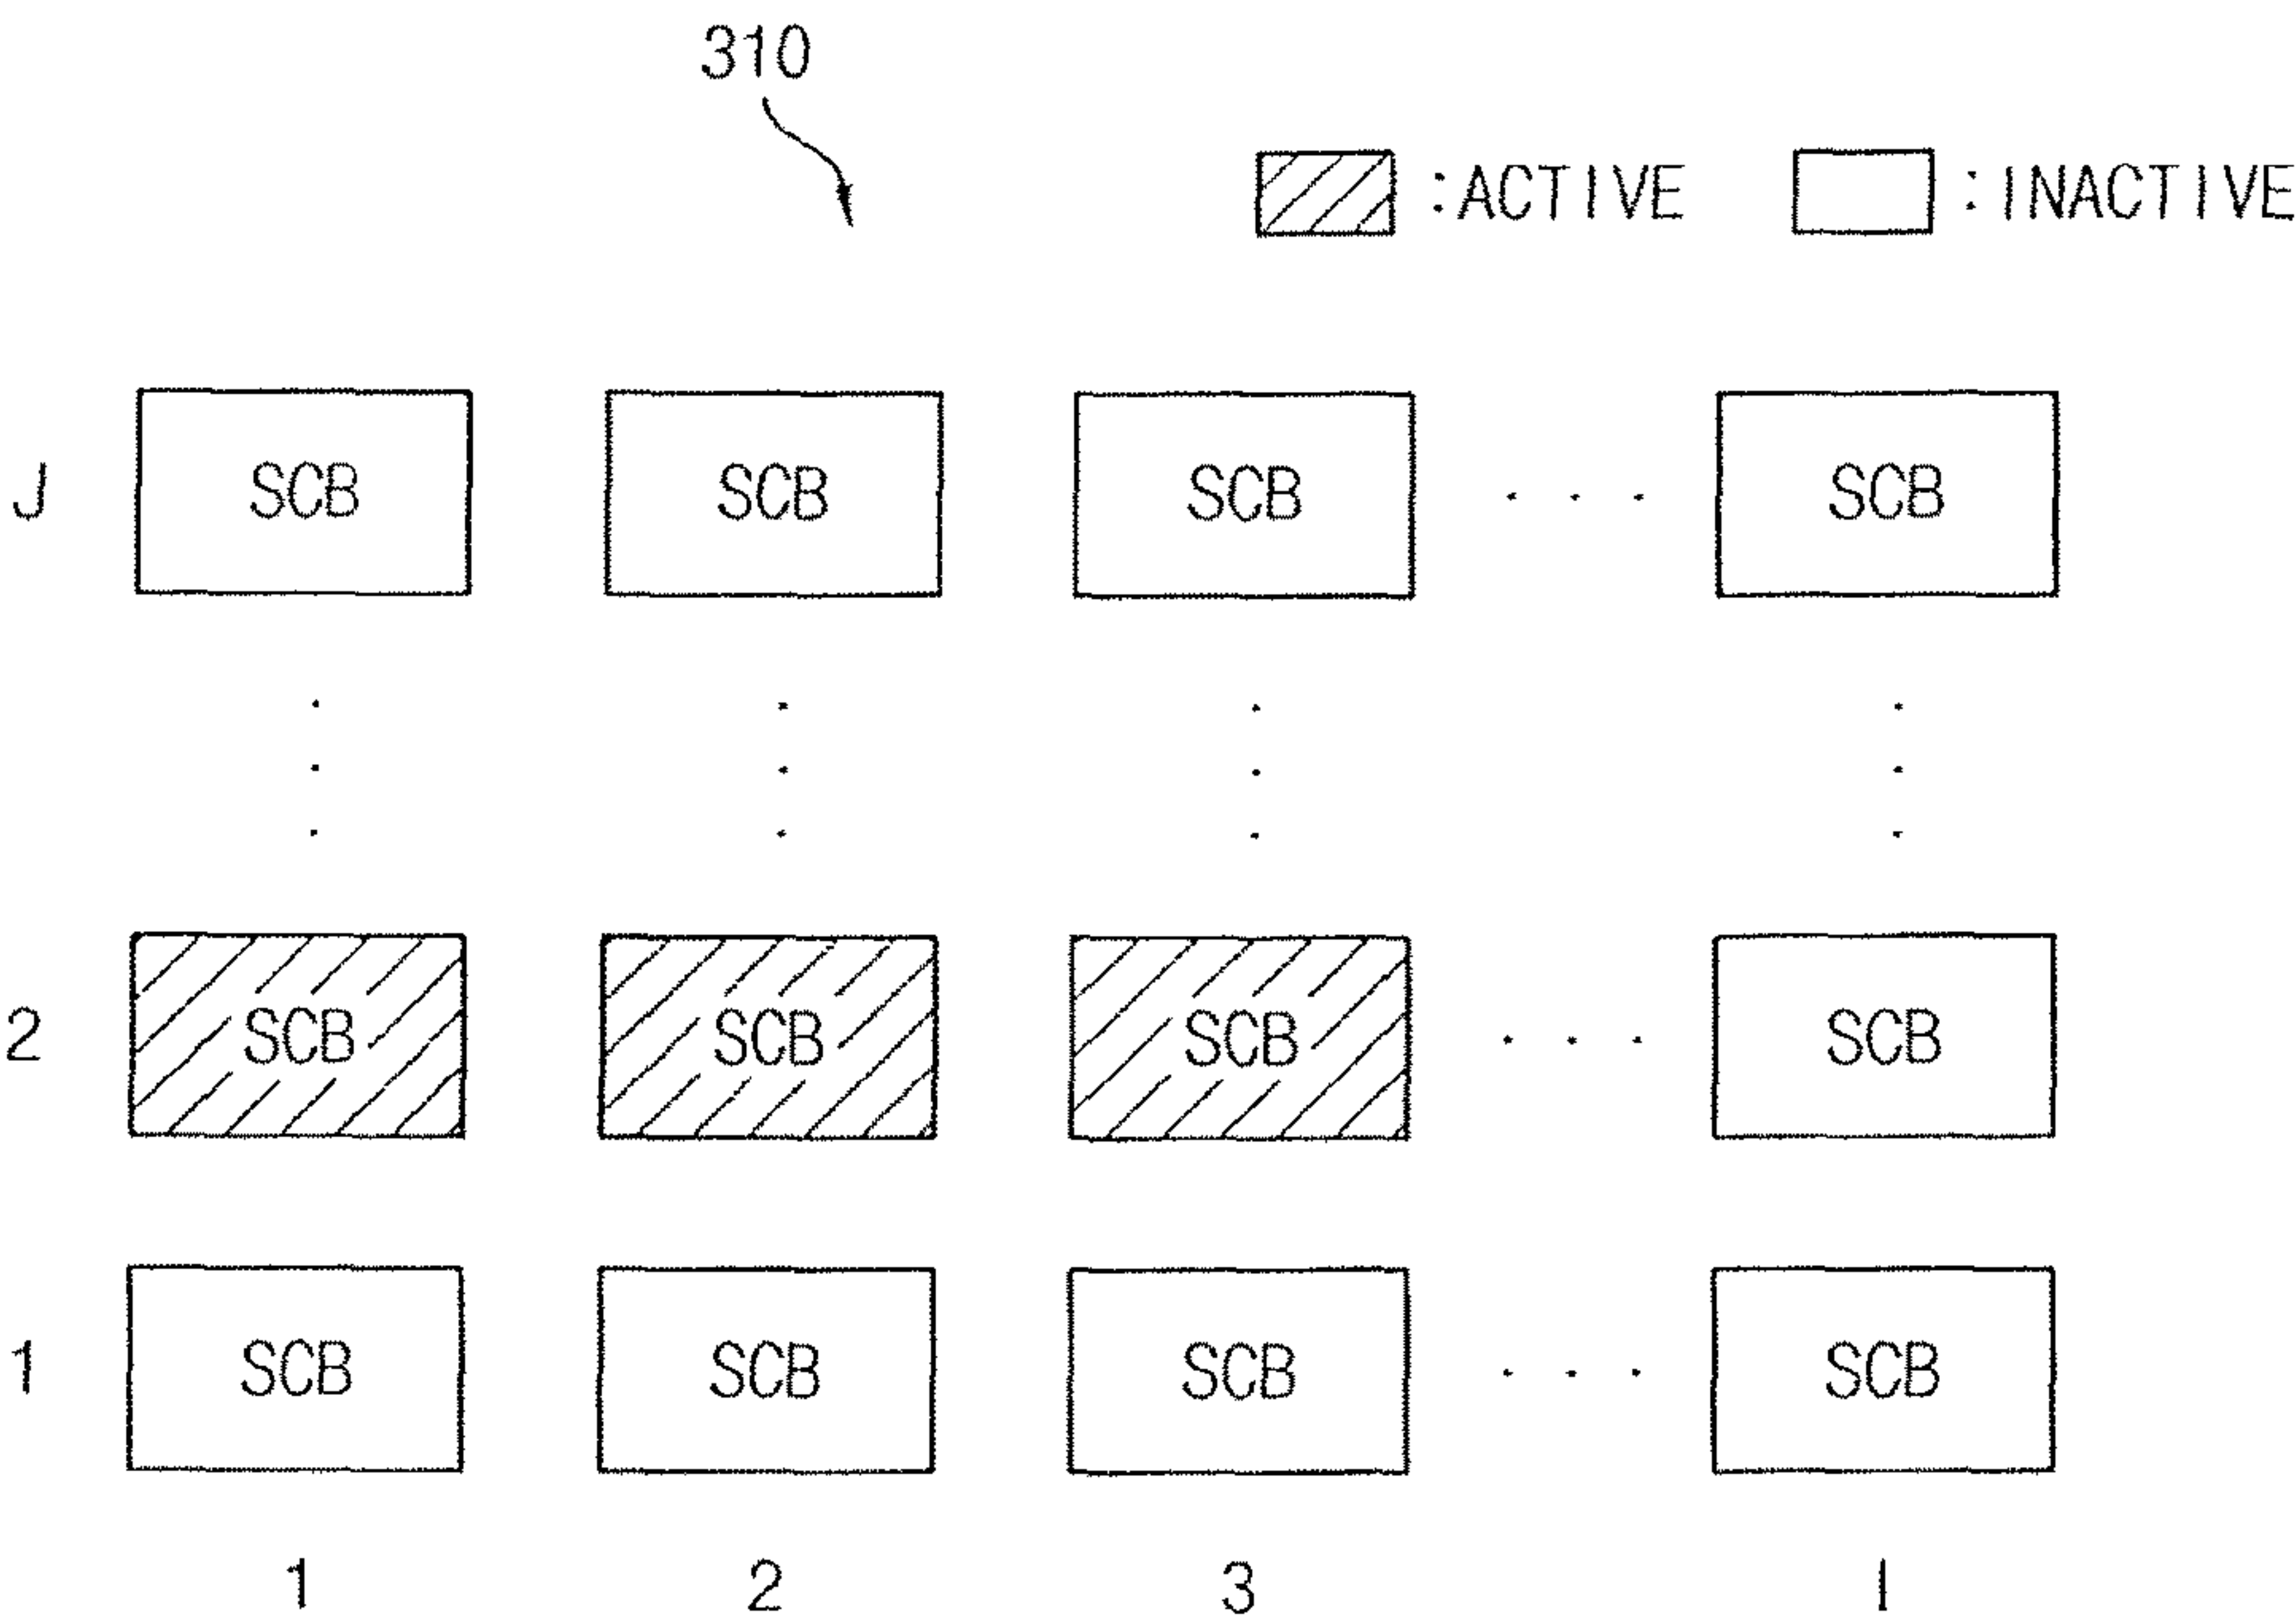 310
:ACTIVE :INACTIVE
J SCB SCB SCB . . . SCB
2 SCB SCB SCB . . . SCB
1 SCB SCB SCB . . . SCB
1 2 3 I